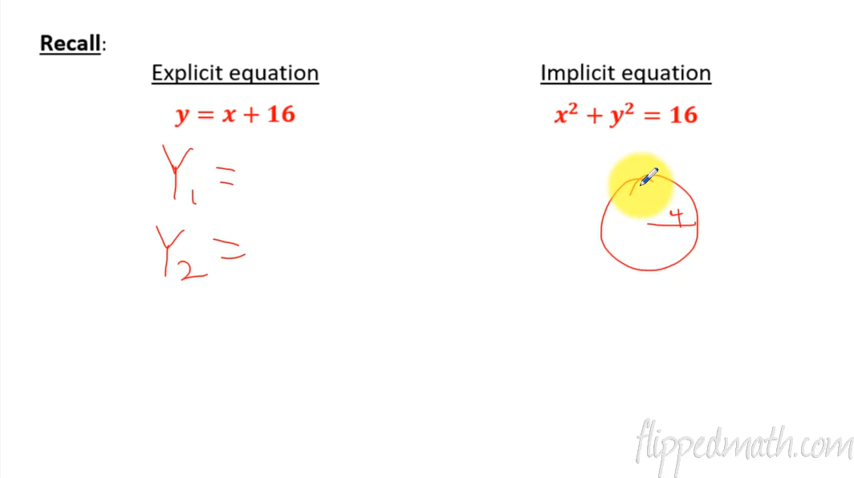 Recall:
Explicit equation
y = x + 16
Y₁ =
Y₂ =
Implicit equation
x² + y² = 16
4
flippedmath.com